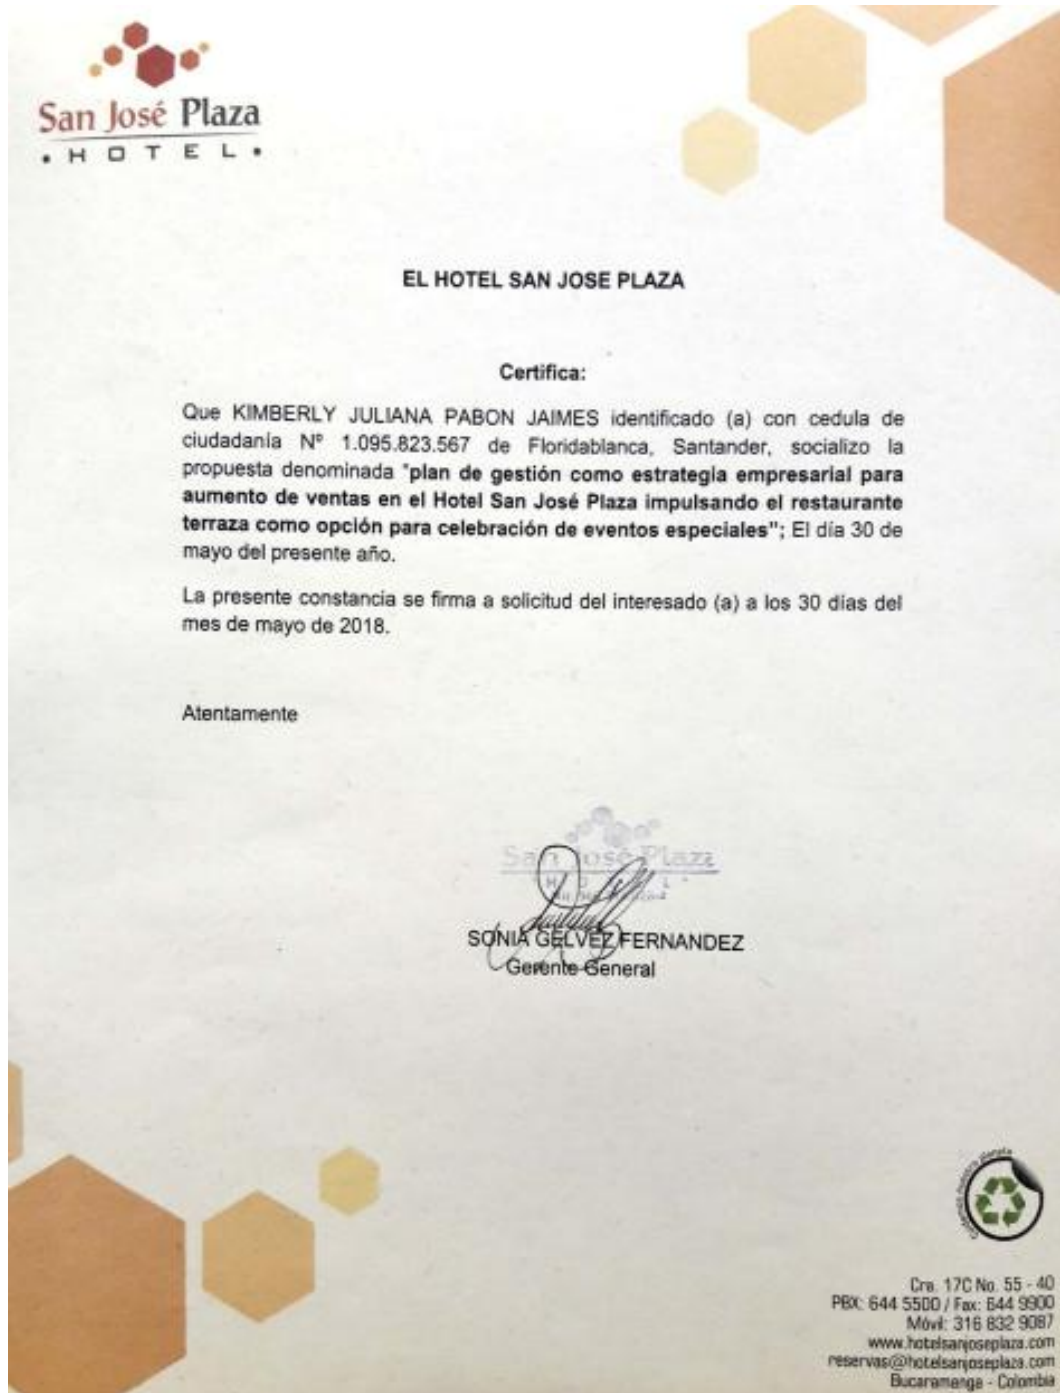 San José Plaza
• H O T E L •
EL HOTEL SAN JOSE PLAZA
Certifica:
Que KIMBERLY JULIANA PABON JAIMES identificado (a) con cedula de
ciudadanía Nº 1.095.823.567 de Floridablanca, Santander, socializo la
propuesta denominada "plan de gestión como estrategia empresarial para
aumento de ventas en el Hotel San José Plaza impulsando el restaurante
terraza como opción para celebración de eventos especiales"; El día 30 de
mayo del presente año.
La presente constancia se firma a solicitud del interesado (a) a los 30 días del
mes de mayo de 2018.
Atentamente
San José Plaza
SONIA GELVEZ FERNANDEZ
Gerente General
Cra. 17C No. 55 - 40
PBX: 644 5500 / Fax: 644 9900
Móvil: 316 832 9087
www.hotelsanjoseplaza.com
reservas@hotelsanjoseplaza.com
Bucaramanga - Colombia